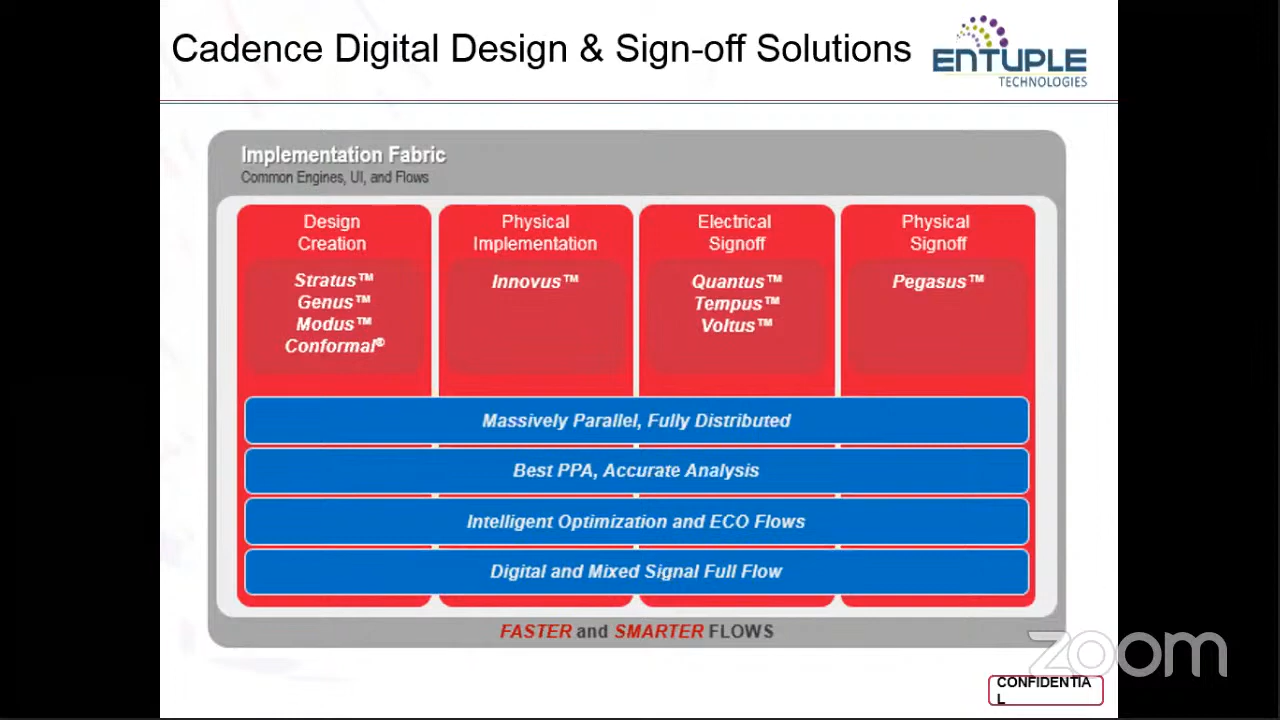 Cadence Digital Design & Sign-off Solutions
ENTUPLE
TECHNOLOGIES
Implementation Fabric
Common Engines, UI, and Flows
Design
Creation
Stratus™
Genus™
Modus™
Conformal®
Physical
Implementation
Innovus™
Electrical
Signoff
Quantus™
Tempus™
Voltus™
Physical
Signoff
Pegasus™
Massively Parallel, Fully Distributed
Best PPA, Accurate Analysis
Intelligent Optimization and ECO Flows
Digital and Mixed Signal Full Flow
FASTER and SMARTER FLOWS
zoom
CONFIDENTIA
L